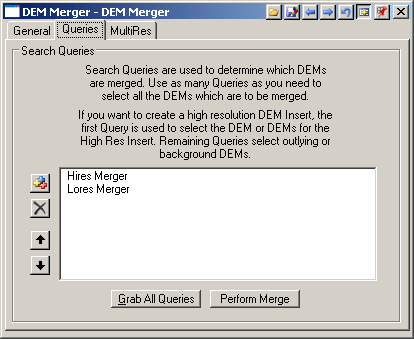 DEM Merger - DEM Merger
General Queries MultiRes
Search Queries
Search Queries are used to determine which DEMs
are merged. Use as many Queries as you need to
select all the DEMs which are to be merged.
If you want to create a high resolution DEM Insert, the
first Query is used to select the DEM or DEMs for the
High Res Insert. Remaining Queries select outlying or
background DEMs.
Hires Merger
Lores Merger
Grab All Queries Perform Merge